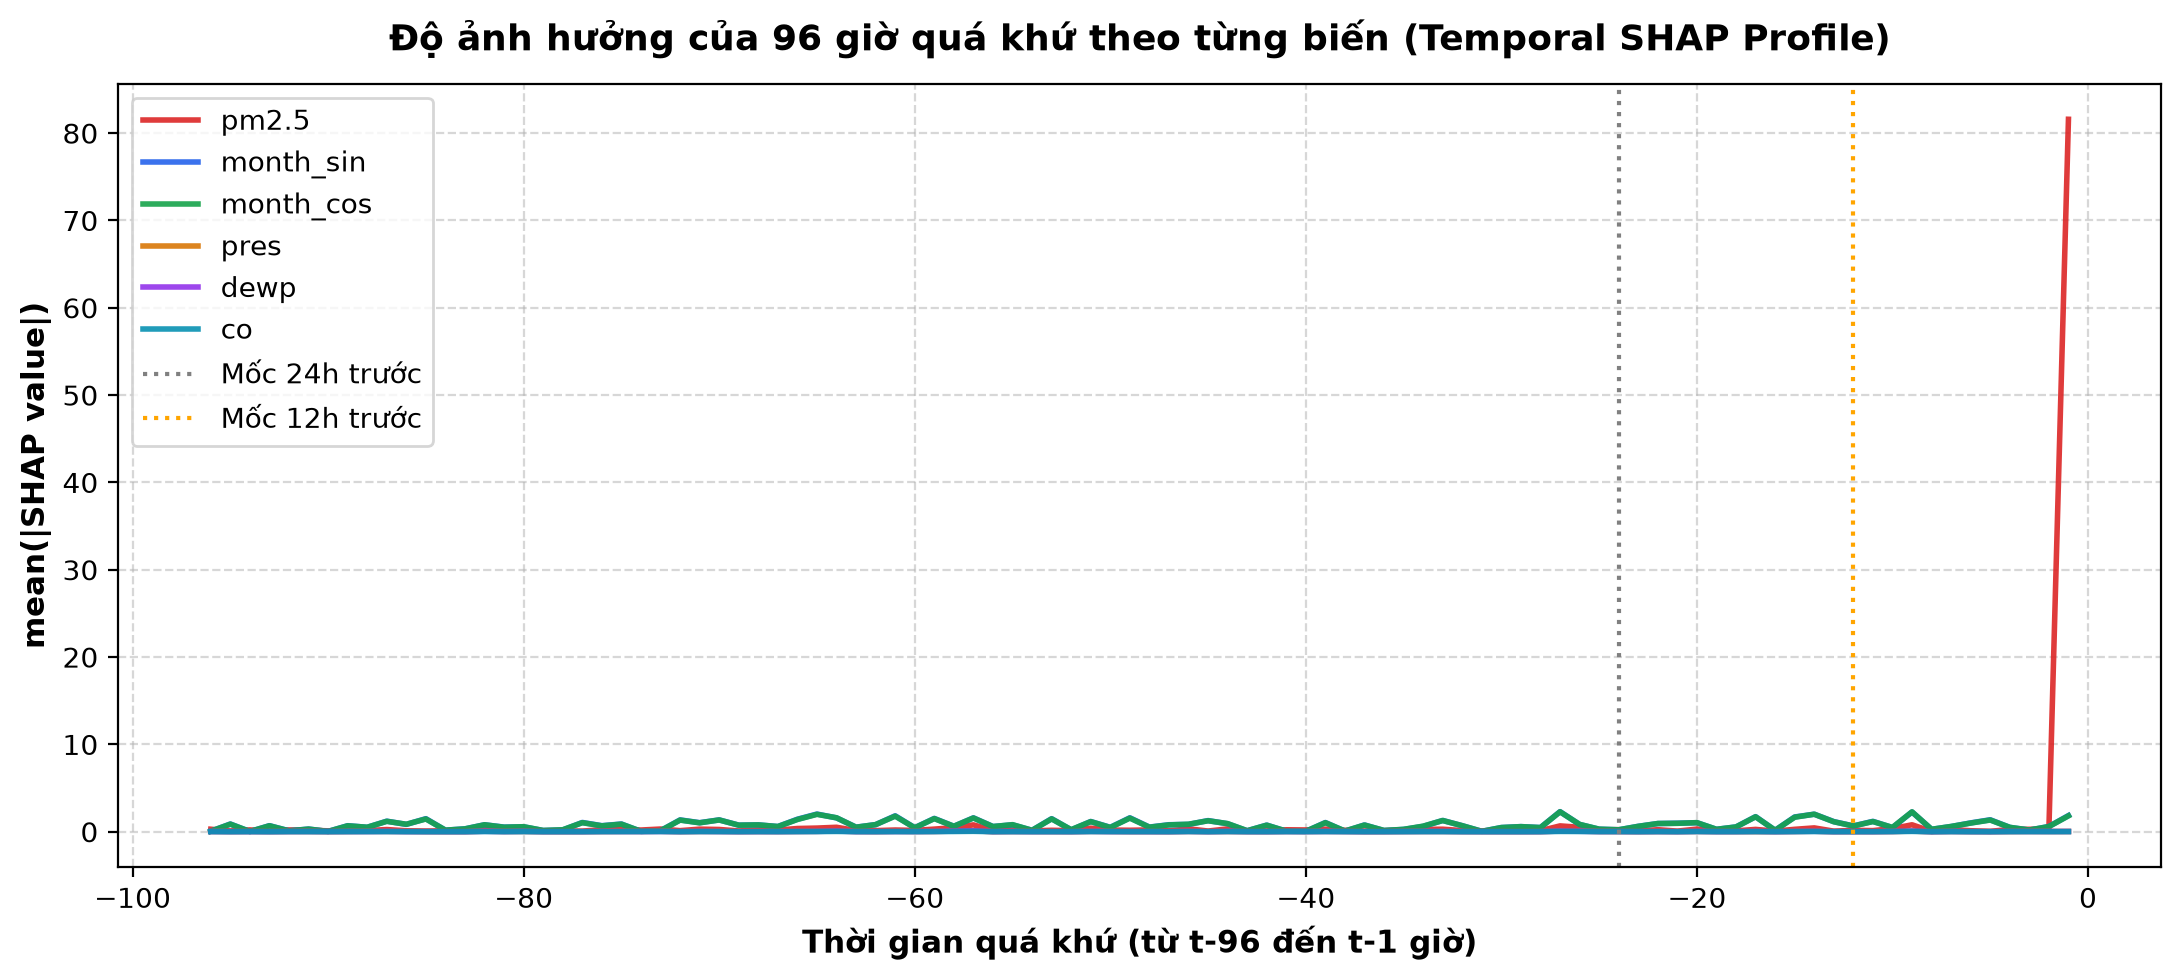 Độ ảnh hưởng của 96 giờ quá khứ theo từng biến (Temporal SHAP Profile)
mean(|SHAP value|)
80
70
60
50
40
30
20
10
0
pm2.5
month_sin
month_cos
pres
dewp
co
Mốc 24h trước
Mốc 12h trước
−100
−80
−60
−40
−20
0
Thời gian quá khứ (từ t-96 đến t-1 giờ)